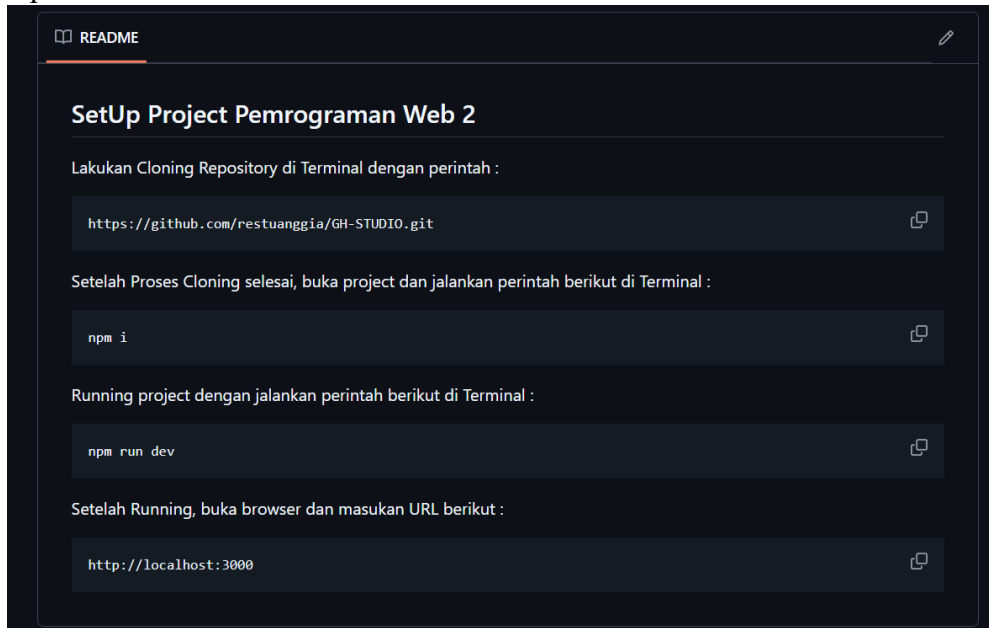 README
SetUp Project Pemrograman Web 2
Lakukan Cloning Repository di Terminal dengan perintah :
https://github.com/restuanggia/GH-STUDIO.git
Setelah Proses Cloning selesai, buka project dan jalankan perintah berikut di Terminal :
npm i
Running project dengan jalankan perintah berikut di Terminal :
npm run dev
Setelah Running, buka browser dan masukan URL berikut :
http://localhost:3000